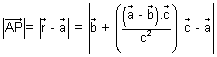 |AP⃗| = |r⃗ - a⃗| = |b⃗ + (((a⃗ - b⃗).c⃗)/c²) c⃗ - a⃗|